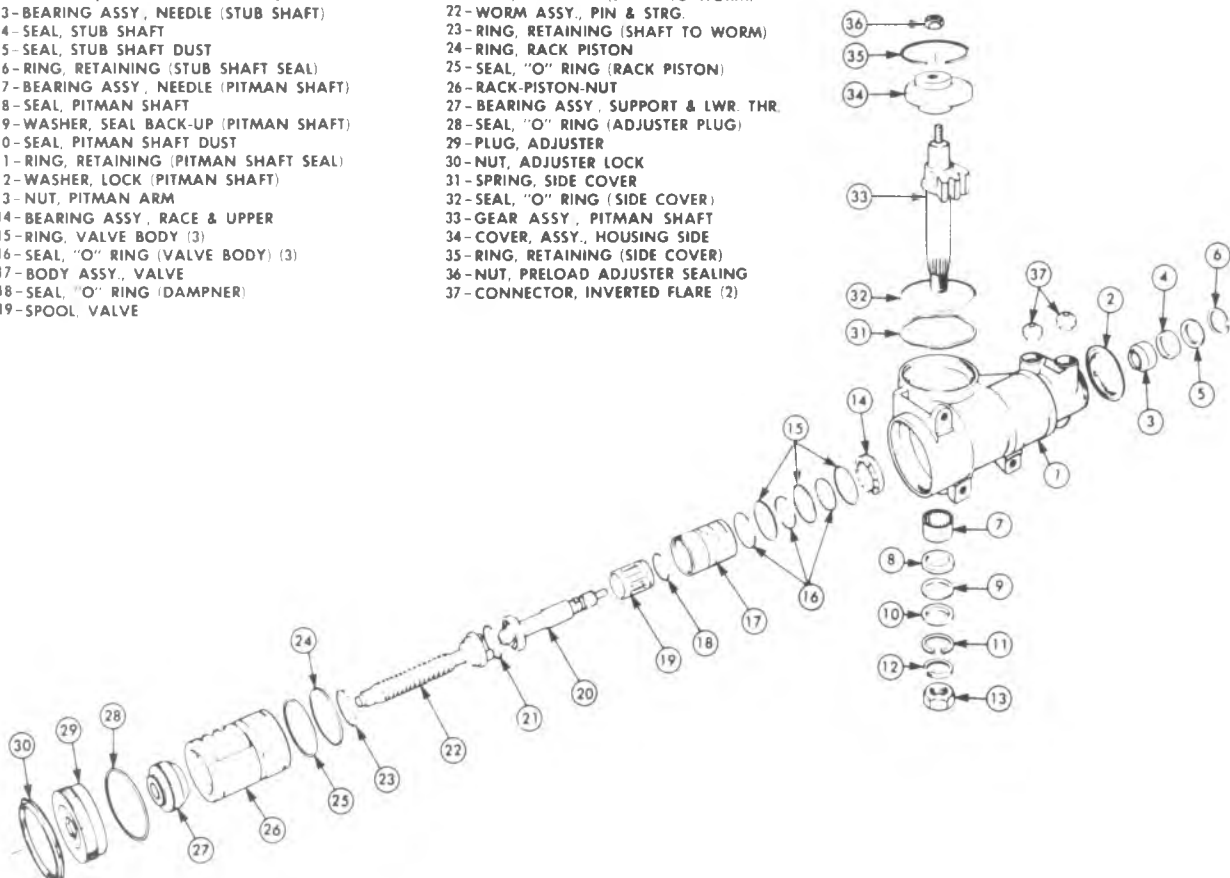 3-BEARING ASSY, NEEDLE (STUB SHAFT)
4-SEAL, STUB SHAFT
5-SEAL, STUB SHAFT DUST
6-RING, RETAINING (STUB SHAFT SEAL)
7-BEARING ASSY, NEEDLE (PITMAN SHAFT)
8-SEAL, PITMAN SHAFT
9-WASHER, SEAL BACK-UP (PITMAN SHAFT)
0-SEAL, PITMAN SHAFT DUST
1-RING, RETAINING (PITMAN SHAFT SEAL)
2-WASHER, LOCK (PITMAN SHAFT)
3-NUT, PITMAN ARM
14-BEARING ASSY, RACE & UPPER
15-RING, VALVE BODY (3)
16-SEAL, "O" RING (VALVE BODY) (3)
17-BODY ASSY., VALVE
18-SEAL, "O" RING (DAMPNER)
19-SPOOL, VALVE
22-WORM ASSY., PIN & STRG.
23-RING, RETAINING (SHAFT TO WORM)
24-RING, RACK PISTON
25-SEAL, "O" RING (RACK PISTON)
26-RACK-PISTON-NUT
27-BEARING ASSY, SUPPORT & LWR. THR.
28-SEAL, "O" RING (ADJUSTER PLUG)
29-PLUG, ADJUSTER
30-NUT, ADJUSTER LOCK
31-SPRING, SIDE COVER
32-SEAL, "O" RING (SIDE COVER)
33-GEAR ASSY, PITMAN SHAFT
34-COVER, ASSY., HOUSING SIDE
35-RING, RETAINING (SIDE COVER)
36-NUT, PRELOAD ADJUSTER SEALING
37-CONNECTOR, INVERTED FLARE (2)
36
35
34
33
32
31
37
2
4
6
3
5
1
14
15
16
7
8
9
10
11
12
13
17
18
19
20
21
22
23
24
25
26
27
28
29
30